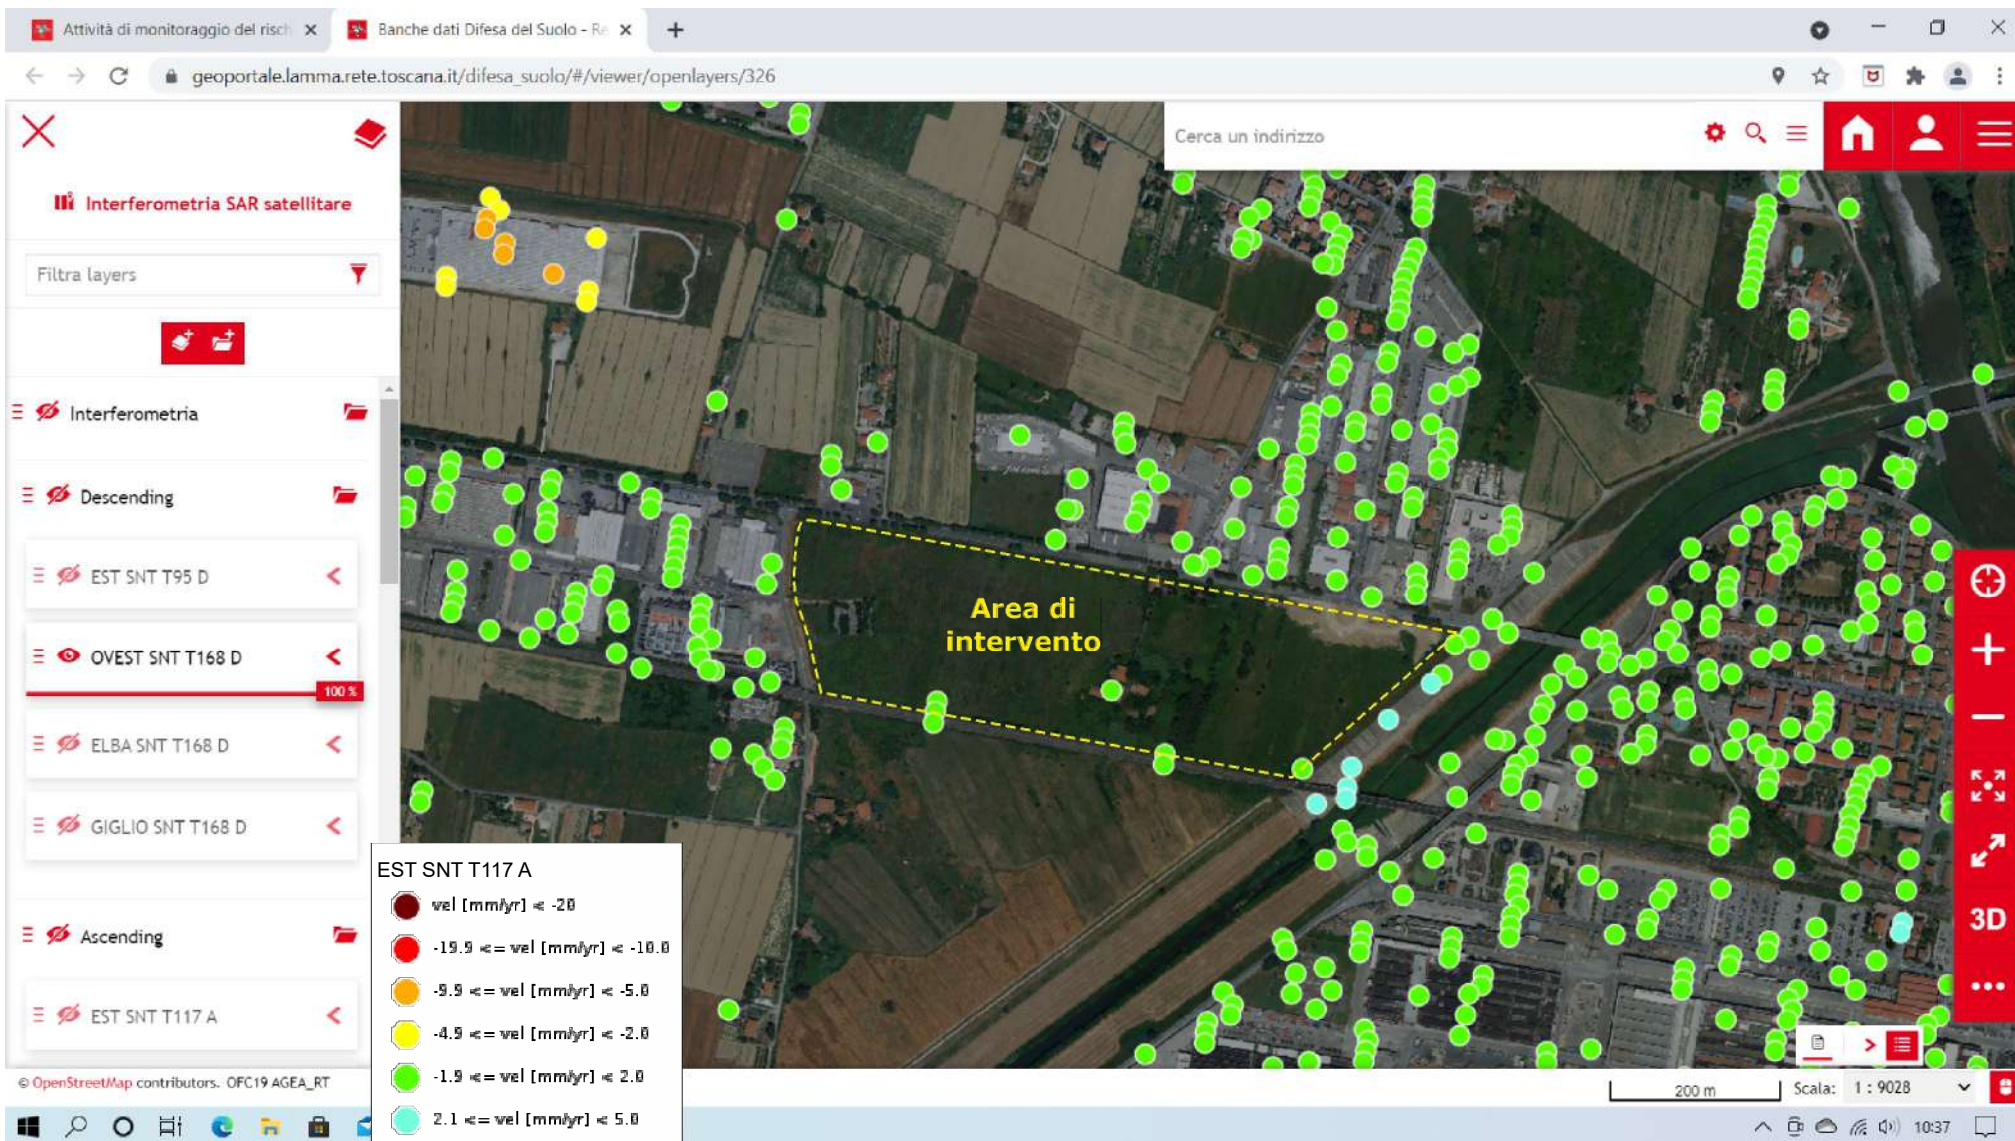 Attività di monitoraggio del risch
Banche dati Difesa del Suolo - Re
geoportale.lamma.rete.toscana.it/difesa_suolo/#/viewer/openlayers/326
Cerca un indirizzo
Interferometria SAR satellitare
Filtra layers
Interferometria
Descending
EST SNT T95 D
OVEST SNT T168 D
100 %
ELBA SNT T168 D
GIGLIO SNT T168 D
Ascending
EST SNT T117 A
Area di
intervento
3D
EST SNT T117 A
vel [mm/yr] < -20
-19.9 <= vel [mm/yr] < -10.0
-9.9 <= vel [mm/yr] < -5.0
-4.9 <= vel [mm/yr] < -2.0
-1.9 <= vel [mm/yr] < 2.0
2.1 <= vel [mm/yr] < 5.0
© OpenStreetMap contributors. OFC19 AGEA_RT
200 m
Scala: 1 : 9028
10:37